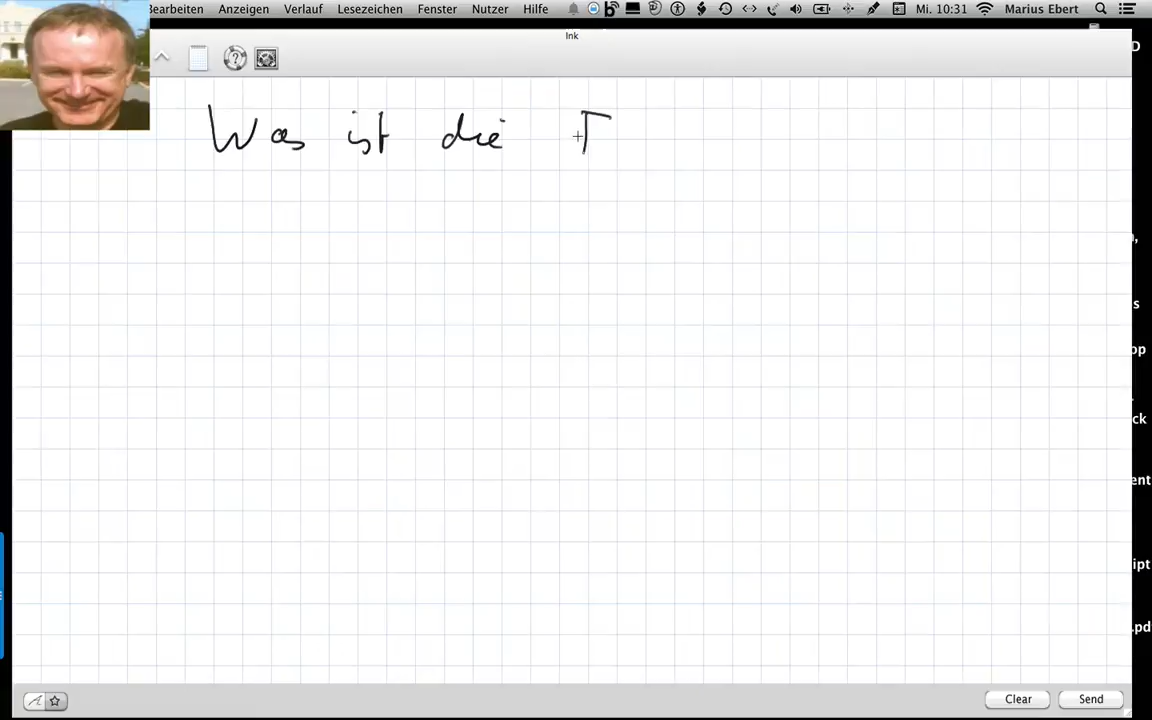 Bearbeiten Anzeigen Verlauf Lesezeichen Fenster Nutzer Hilfe Mi. 10:31 Marius Ebert
Ink
Was ist die
Clear Send